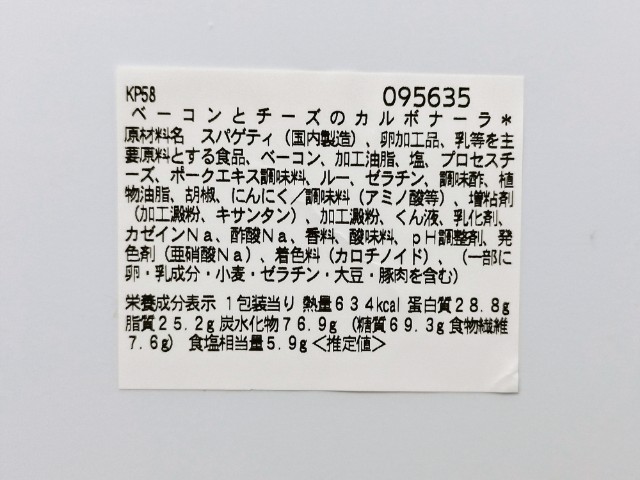 KP58 095635
ベーコンとチーズのカルボナーラ*
原材料名 スパゲティ(国内製造)、卵加工品、乳等を主
要原料とする食品、ベーコン、加工油脂、塩、プロセスチ
ーズ、ポークエキス調味料、ルー、ゼラチン、調味酢、植
物油脂、胡椒、にんにく/調味料(アミノ酸等)、増粘剤
(加工澱粉、キサンタン)、加工澱粉、くん液、乳化剤、
カゼインNa、酢酸Na、香料、酸味料、pH調整剤、発
色剤(亜硝酸Na)、着色料(カロチノイド)、(一部に
卵・乳成分・小麦・ゼラチン・大豆・豚肉を含む)
栄養成分表示 1包装当り 熱量634kcal 蛋白質28.8g
脂質25.2g 炭水化物76.9g (糖質69.3g 食物繊維
7.6g) 食塩相当量5.9g<推定値>